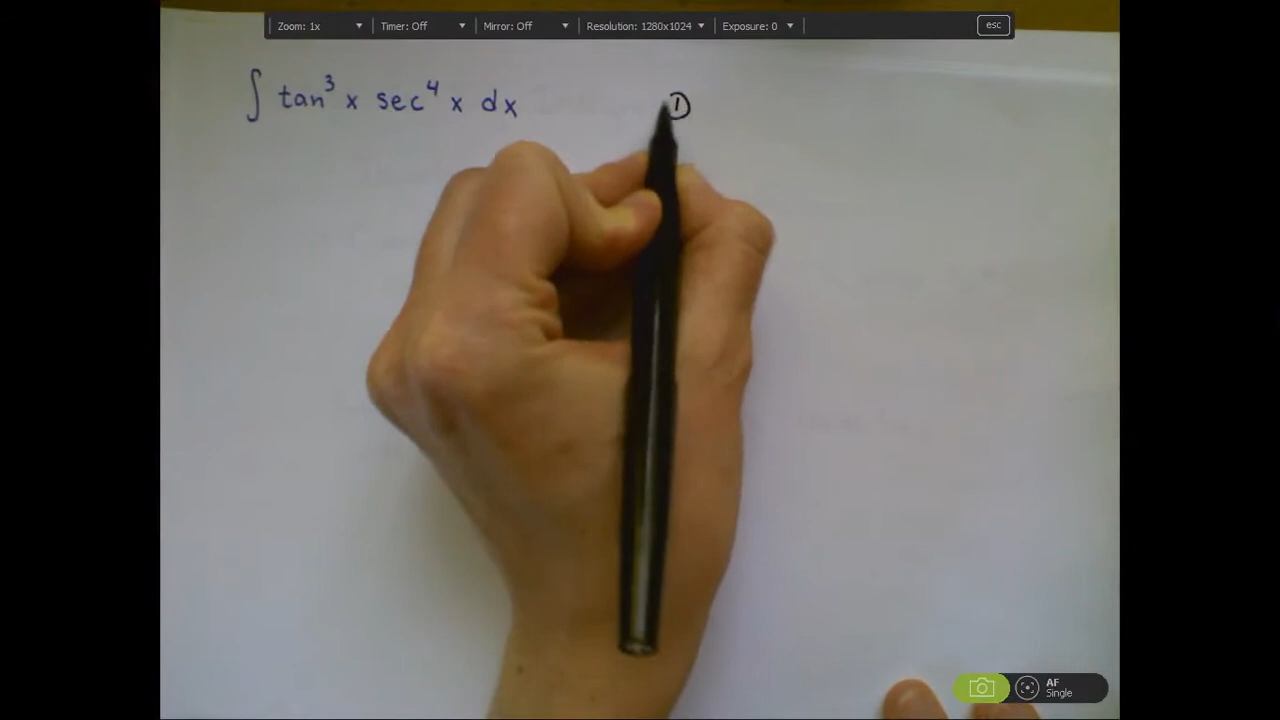 Zoom: 1x Timer: Off Mirror: Off Resolution: 1280x1024 Exposure: 0 esc
∫ tan³ x sec⁴ x dx ①
AF
Single